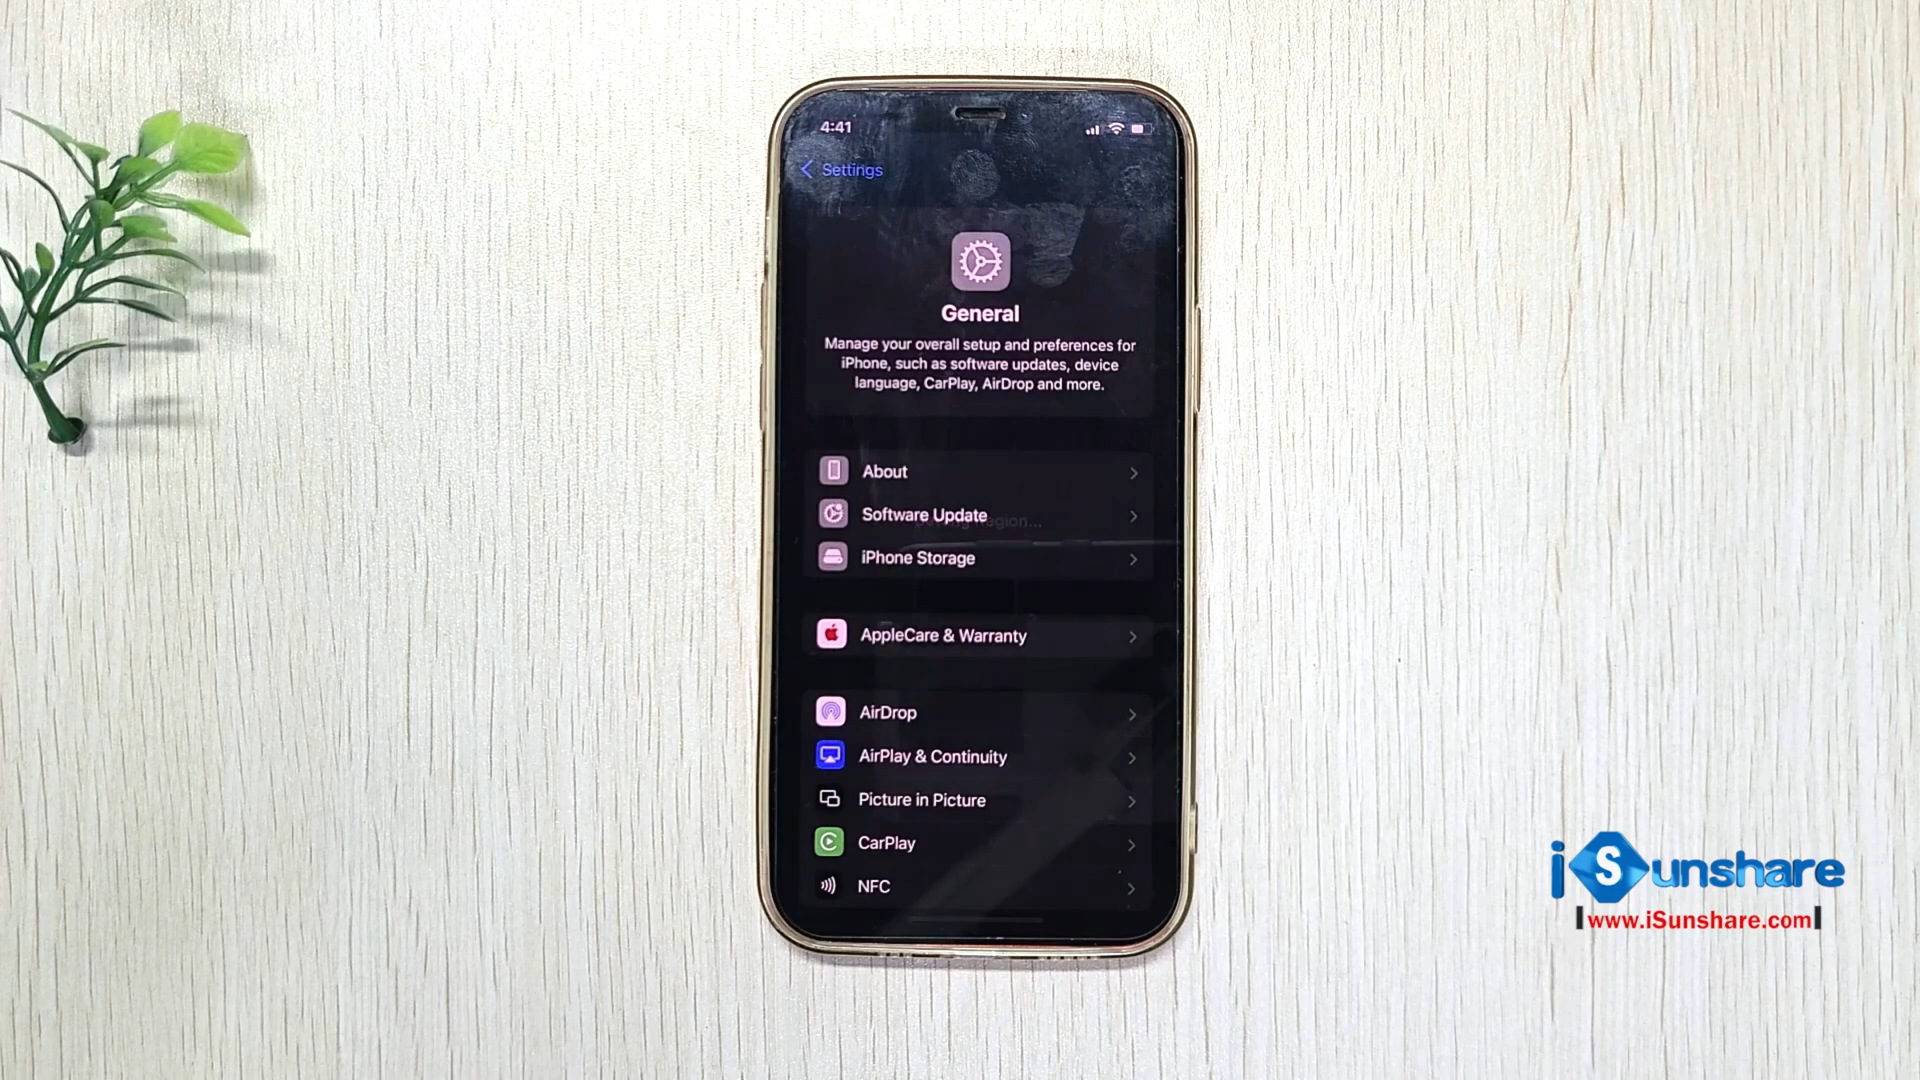 4:41
Settings
General
Manage your overall setup and preferences for
iPhone, such as software updates, device
language, CarPlay, AirDrop and more.
About
Software Update
Region...
iPhone Storage
AppleCare & Warranty
AirDrop
AirPlay & Continuity
Picture in Picture
CarPlay
NFC
iSunshare
www.iSunshare.com